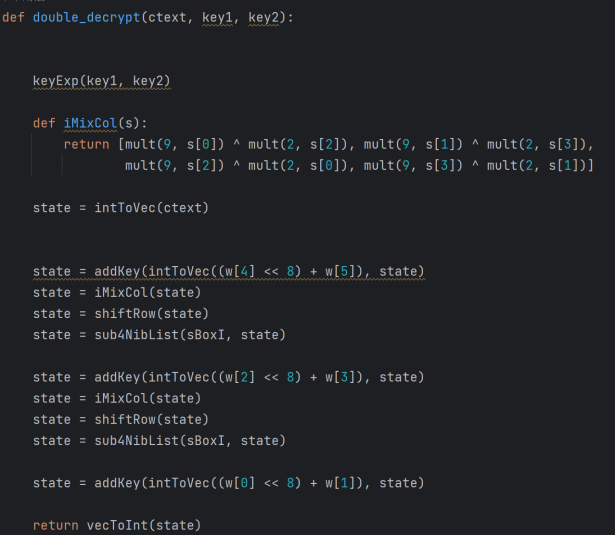 def double_decrypt(ctext, key1, key2):
keyExp(key1, key2)
def iMixCol(s):
return [mult(9, s[0]) ^ mult(2, s[2]), mult(9, s[1]) ^ mult(2, s[3]),
mult(9, s[2]) ^ mult(2, s[0]), mult(9, s[3]) ^ mult(2, s[1])]
state = intToVec(ctext)
state = addKey(intToVec((w[4] << 8) + w[5]), state)
state = iMixCol(state)
state = shiftRow(state)
state = sub4NibList(sBoxI, state)
state = addKey(intToVec((w[2] << 8) + w[3]), state)
state = iMixCol(state)
state = shiftRow(state)
state = sub4NibList(sBoxI, state)
state = addKey(intToVec((w[0] << 8) + w[1]), state)
return vecToInt(state)